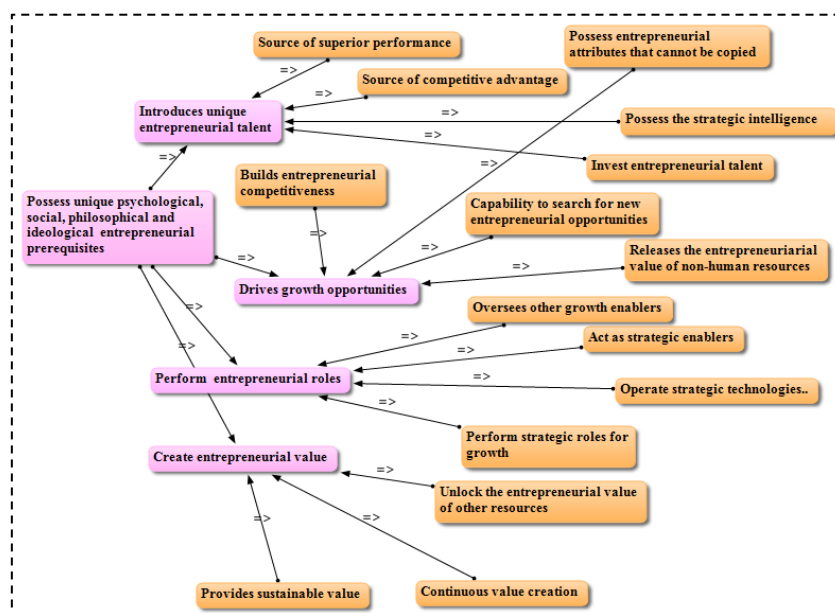 Source of superior performance
Possess entrepreneurial
attributes that cannot be copied
=>
Source of competitive advantage
=>
Introduces unique
entrepreneurial talent
=>
Possess the strategic intelligence
=>
=>
Invest entrepreneurial talent
=>
Builds entrepreneurial
competitiveness
=>
Possess unique psychological,
social, philosophical and
ideological entrepreneurial
prerequisites
Capability to search for new
entrepreneurial opportunities
=>
=>
=>
Releases the entrepreneuriarial
value of non-human resources
=>
=>
Drives growth opportunities
Oversees other growth enablers
=>
=>
Act as strategic enablers
=>
=>
Perform entrepreneurial roles
=>
Operate strategic technologies..
=>
Perform strategic roles for
growth
Create entrepreneurial value
=>
Unlock the entrepreneurial value
of other resources
=>
=>
Provides sustainable value
Continuous value creation